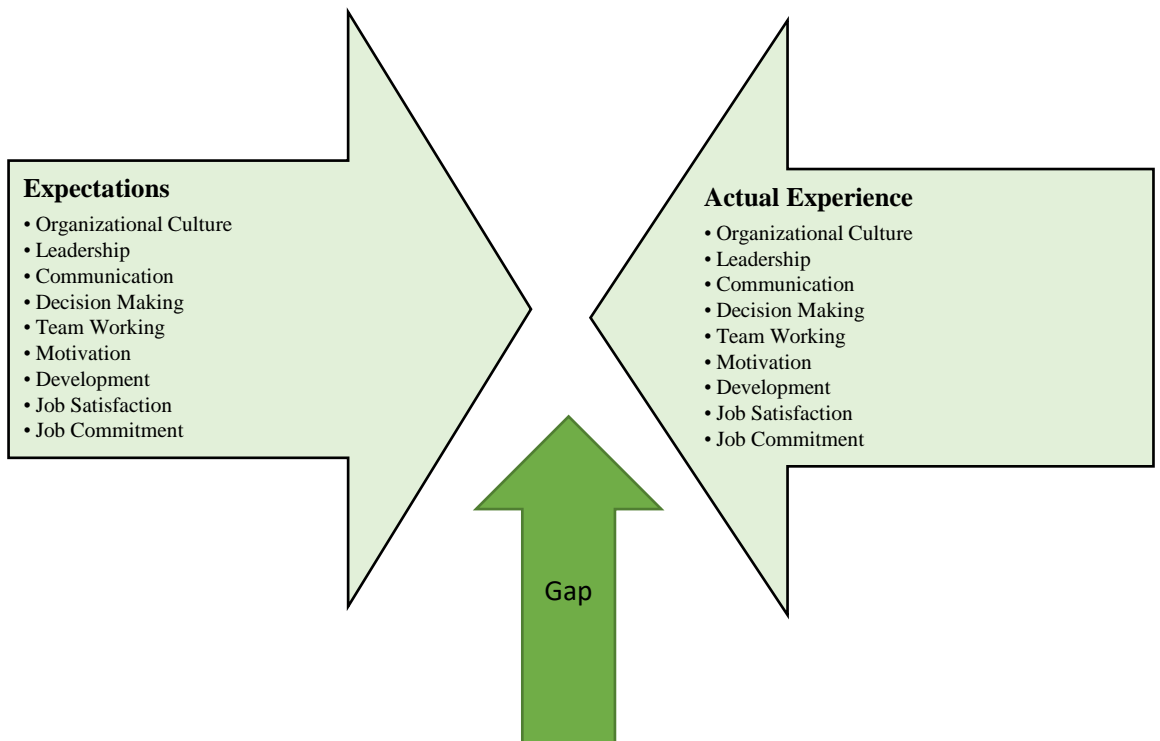 Expectations
• Organizational Culture
• Leadership
• Communication
• Decision Making
• Team Working
• Motivation
• Development
• Job Satisfaction
• Job Commitment
Actual Experience
• Organizational Culture
• Leadership
• Communication
• Decision Making
• Team Working
• Motivation
• Development
• Job Satisfaction
• Job Commitment
Gap